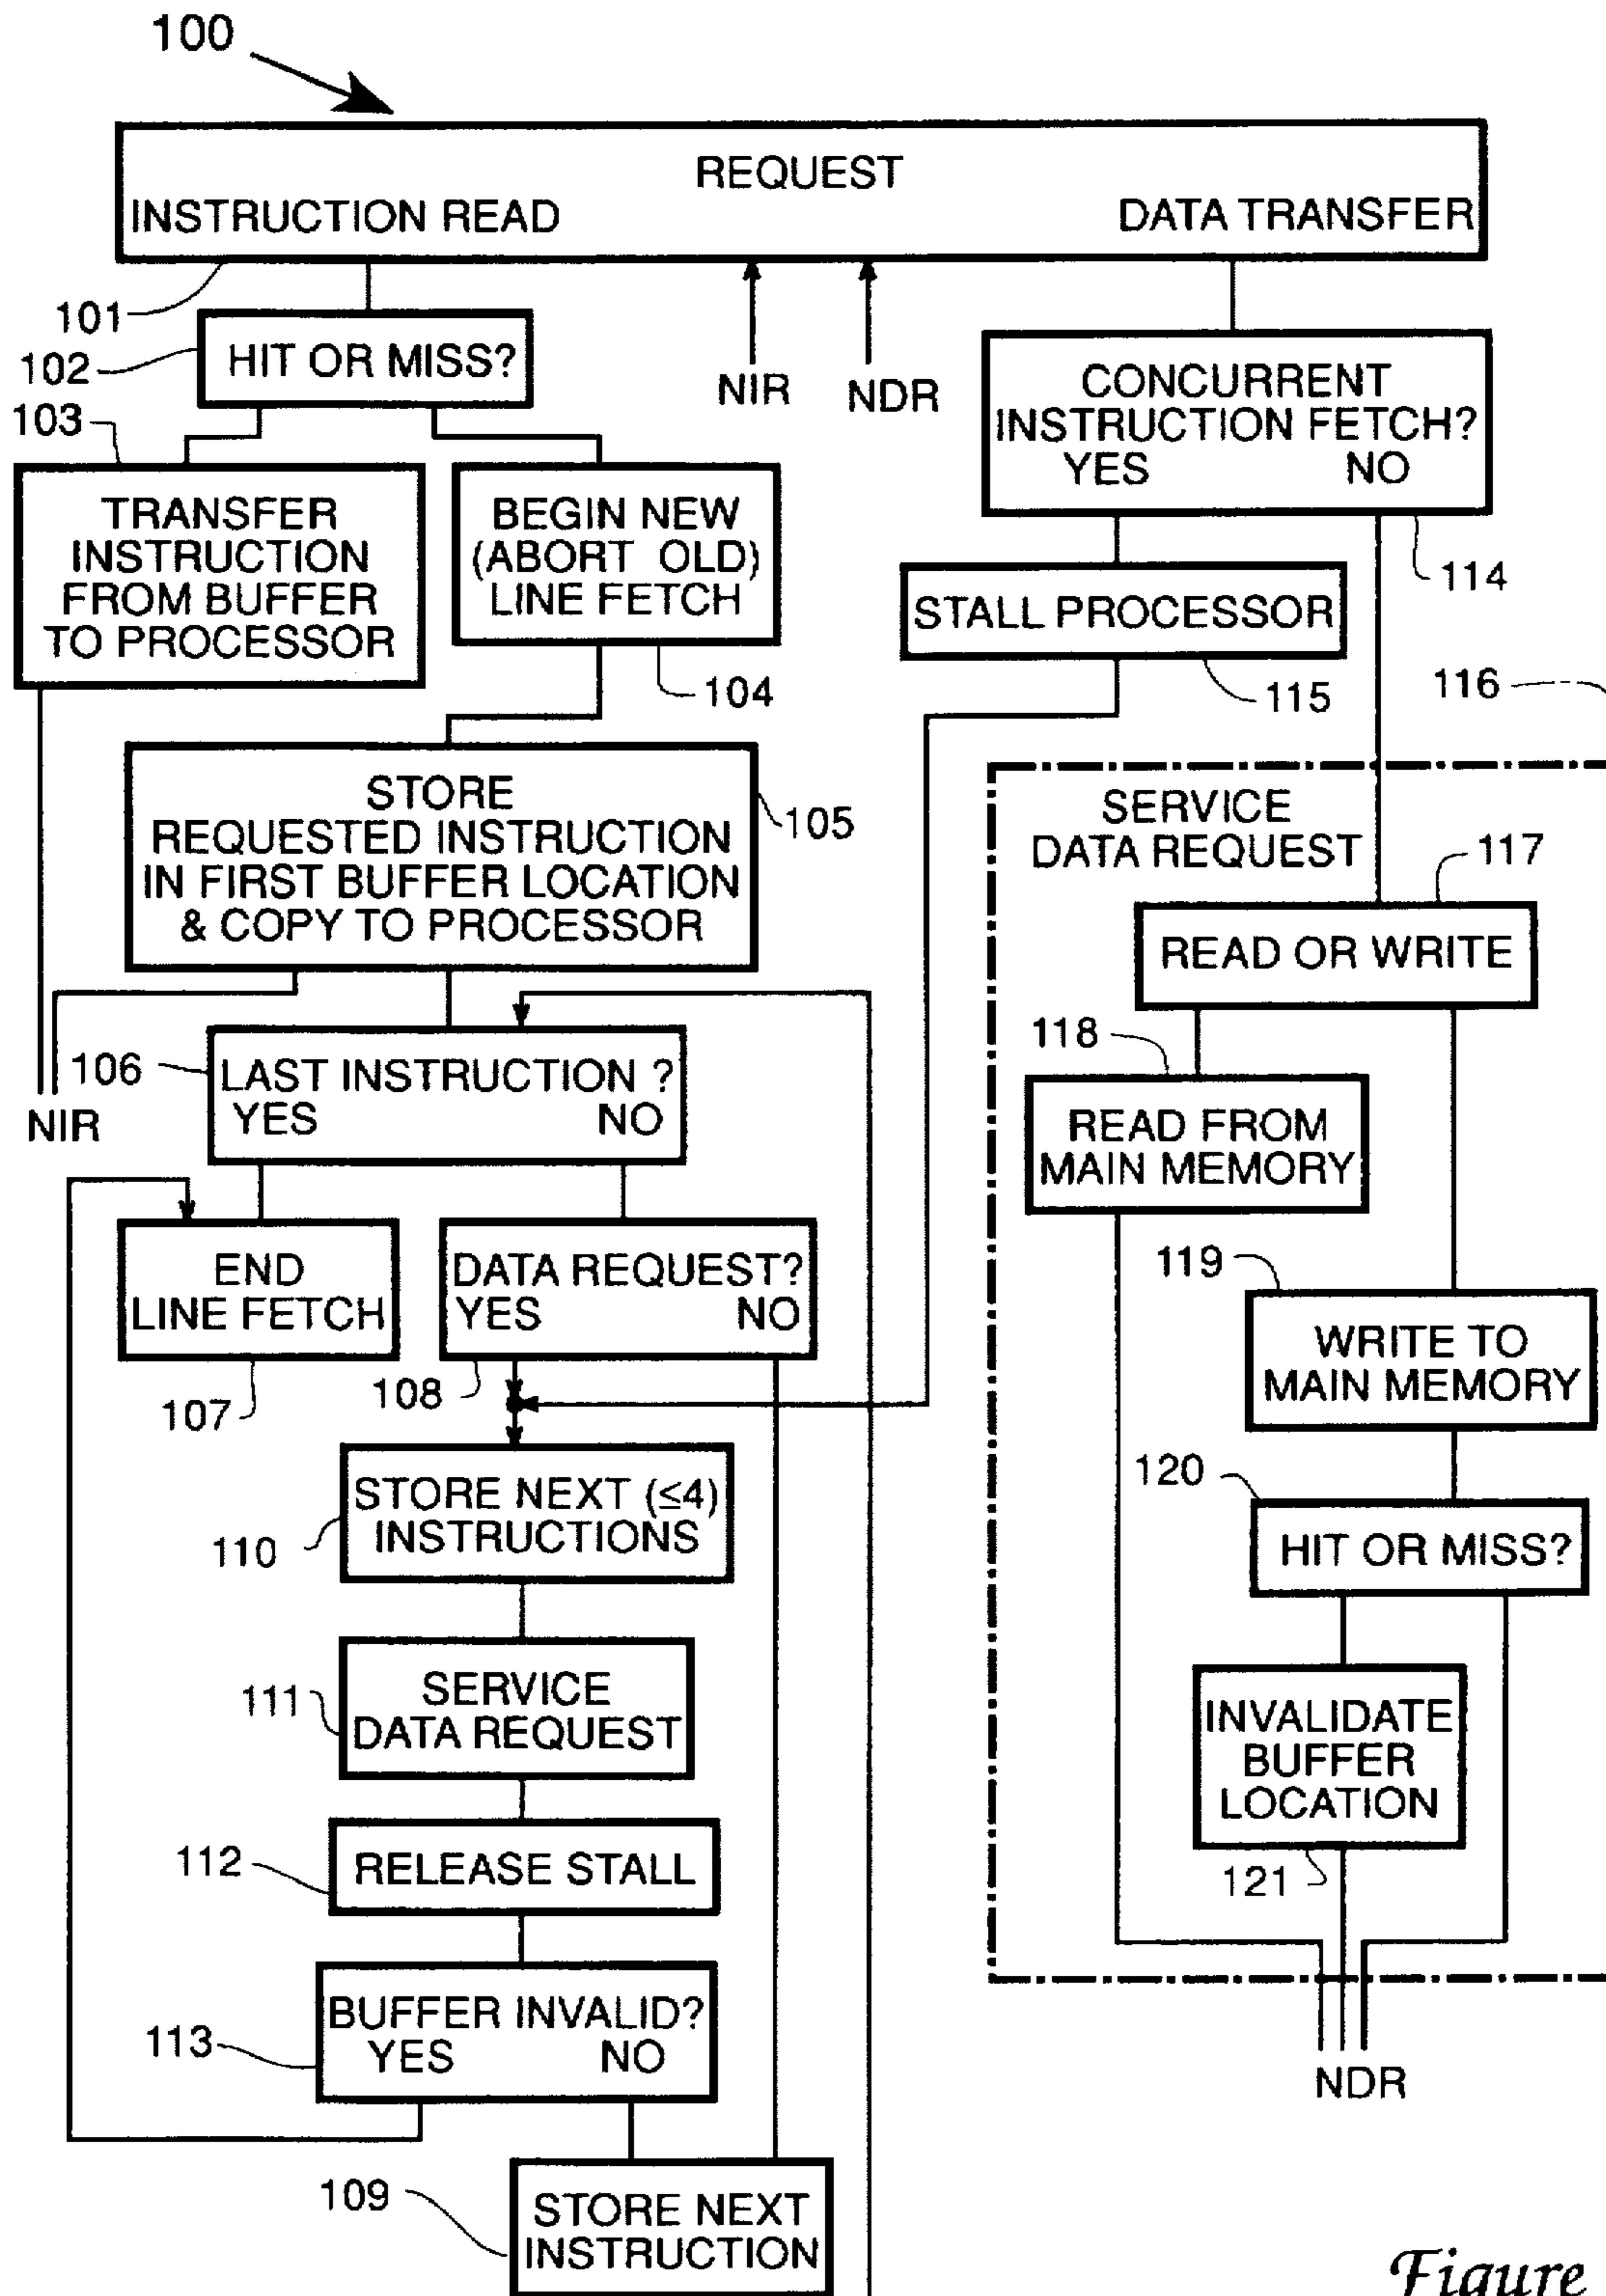 100
REQUEST
INSTRUCTION READ
DATA TRANSFER
101
102
HIT OR MISS?
NIR
NDR
CONCURRENT
INSTRUCTION FETCH?
YES NO
103
TRANSFER
INSTRUCTION
FROM BUFFER
TO PROCESSOR
BEGIN NEW
(ABORT OLD)
LINE FETCH
104
114
STALL PROCESSOR
115
116
STORE
REQUESTED INSTRUCTION
IN FIRST BUFFER LOCATION
& COPY TO PROCESSOR
105
SERVICE
DATA REQUEST
117
READ OR WRITE
106
LAST INSTRUCTION ?
YES NO
NIR
118
READ FROM
MAIN MEMORY
END
LINE FETCH
107
DATA REQUEST?
YES NO
108
119
WRITE TO
MAIN MEMORY
STORE NEXT (≤4)
INSTRUCTIONS
110
120
HIT OR MISS?
SERVICE
DATA REQUEST
111
INVALIDATE
BUFFER
LOCATION
121
RELEASE STALL
112
BUFFER INVALID?
YES NO
113
NDR
109
STORE NEXT
INSTRUCTION
Figure